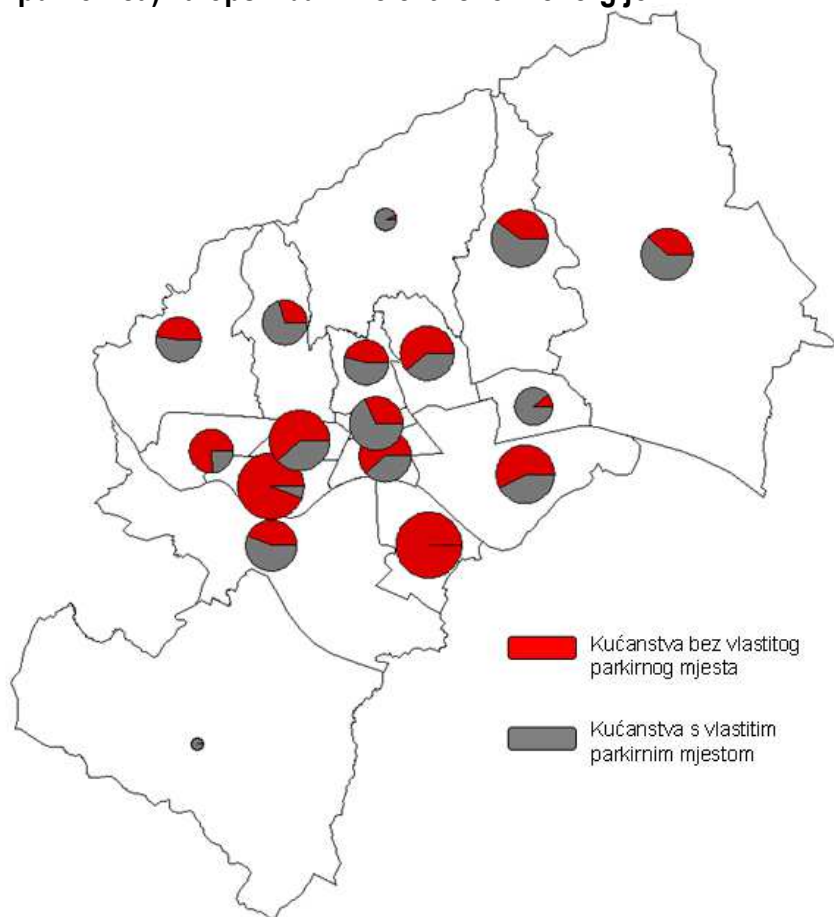 Kućanstva bez vlastitog
parkirnog mjesta
Kućanstva s vlastitim
parkirnim mjestom